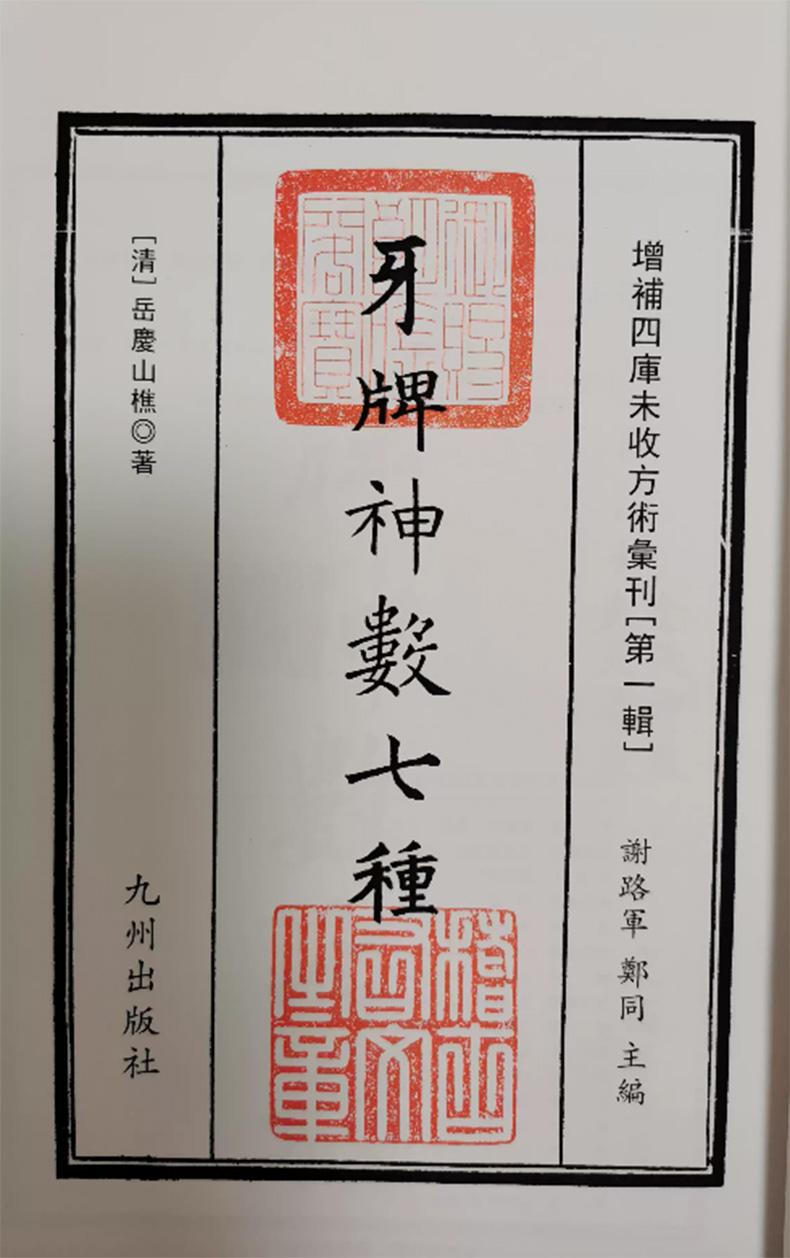 增補四庫未收方術彙刊［第一輯］
謝路軍 鄭同 主編
牙牌神數七種
［清］岳慶山樵◎著
九州出版社